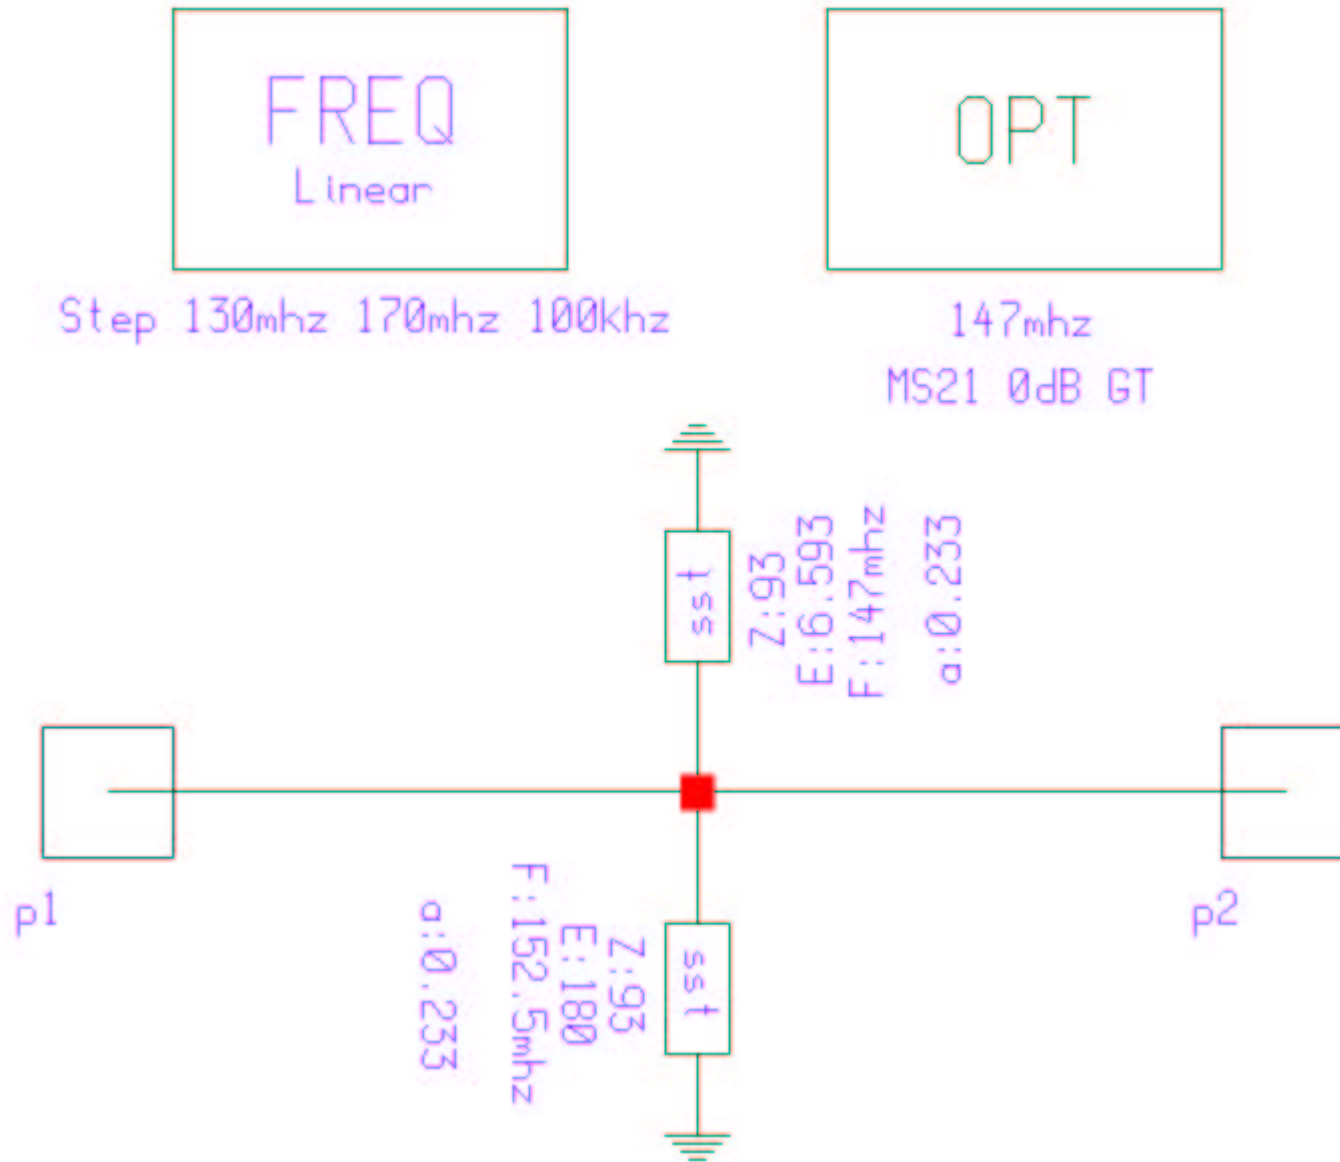 FREQ
Linear
Step 130mhz 170mhz 100khz
OPT
147mhz
MS21 0dB GT
sst
Z:93
E:6.593
F:147mhz
a:0.233
p1
p2
sst
Z:93
E:180
F:152.5mhz
a:0.233